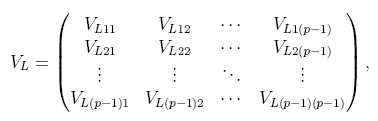 V_L = \begin{pmatrix} V_{L11} & V_{L12} & \cdots & V_{L1(p-1)} \\
V_{L21} & V_{L22} & \cdots & V_{L2(p-1)} \\
\vdots & \vdots & \ddots & \vdots \\
V_{L(p-1)1} & V_{L(p-1)2} & \cdots & V_{L(p-1)(p-1)} \end{pmatrix},